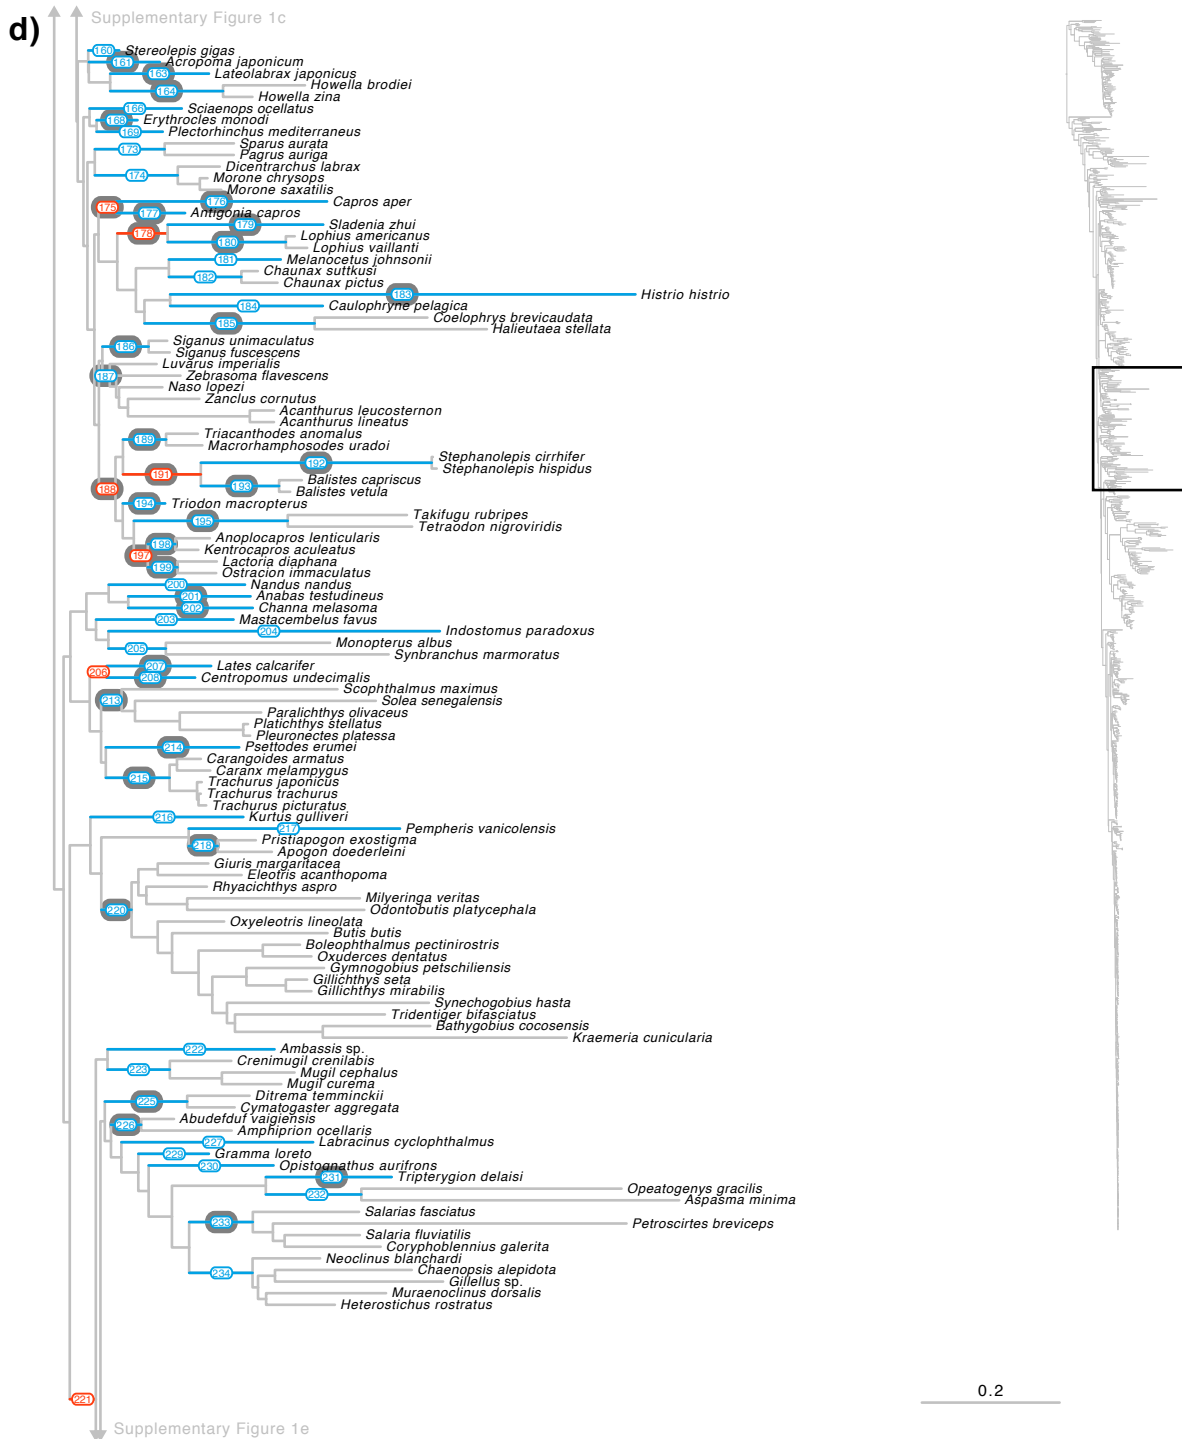 d)
Supplementary Figure 1c
160 Stereolepis gigas
161 Acropoma japonicum
163 Lateolabrax japonicus
Howella brodiei
164
Howella zina
166 Sciaenops ocellatus
168 Erythrocles monodi
169 Plectorhinchus mediterraneus
Sparus aurata
173
Pagrus auriga
Dicentrarchus labrax
174
Morone chrysops
Morone saxatilis
176 Capros aper
175
177 Antigonia capros
179 Sladenia zhui
178
Lophius americanus
180
Lophius vaillanti
181 Melanocetus johnsonii
Chaunax suttkusi
182
Chaunax pictus
183 Histrio histrio
184 Caulophryne pelagica
Coelophrys brevicaudata
185
Halieutaea stellata
Siganus unimaculatus
186
Siganus fuscescens
Luvarus imperialis
187 Zebrasoma flavescens
Naso lopezi
Zanclus cornutus
Acanthurus leucosternon
Acanthurus lineatus
Triacanthodes anomalus
189
Macrorhamphosodes uradoi
Stephanolepis cirrhifer
192
Stephanolepis hispidus
191
Balistes capriscus
193
Balistes vetula
188
194 Triodon macropterus
Takifugu rubripes
195
Tetraodon nigroviridis
Anoplocapros lenticularis
198
Kentrocapros aculeatus
197
Lactoria diaphana
199
Ostracion immaculatus
200 Nandus nandus
201 Anabas testudineus
202 Channa melasoma
203 Mastacembelus favus
204 Indostomus paradoxus
Monopterus albus
205
Synbranchus marmoratus
207 Lates calcarifer
206
208 Centropomus undecimalis
Scophthalmus maximus
213 Solea senegalensis
Paralichthys olivaceus
Platichthys stellatus
Pleuronectes platessa
214 Psettodes erumei
Carangoides armatus
Caranx melampygus
215
Trachurus japonicus
Trachurus trachurus
Trachurus picturatus
216 Kurtus gulliveri
217 Pempheris vanicolensis
Pristiapogon exostigma
218
Apogon doederleini
Giuris margaritacea
Eleotris acanthopoma
Rhyacichthys aspro
Milyeringa veritas
220 Odontobutis platycephala
Oxyeleotris lineolata
Butis butis
Boleophthalmus pectinirostris
Oxuderces dentatus
Gymnogobius petschiliensis
Gillichthys seta
Gillichthys mirabilis
Synechogobius hasta
Tridentiger bifasciatus
Bathygobius cocosensis
Kraemeria cunicularia
222 Ambassis sp.
Crenimugil crenilabis
223
Mugil cephalus
Mugil curema
Ditrema temminckii
225
Cymatogaster aggregata
Abudefduf vaigiensis
226
Amphiprion ocellaris
227 Labracinus cyclophthalmus
229 Gramma loreto
230 Opistognathus aurifrons
231 Tripterygion delaisi
Opeatogenys gracilis
232
Aspasma minima
Salarias fasciatus
233
Petroscirtes breviceps
Salaria fluviatilis
Coryphoblennius galerita
Neoclinus blanchardi
Chaenopsis alepidota
234
Gillellus sp.
Muraenoclinus dorsalis
Heterostichus rostratus
0.2
221
Supplementary Figure 1e